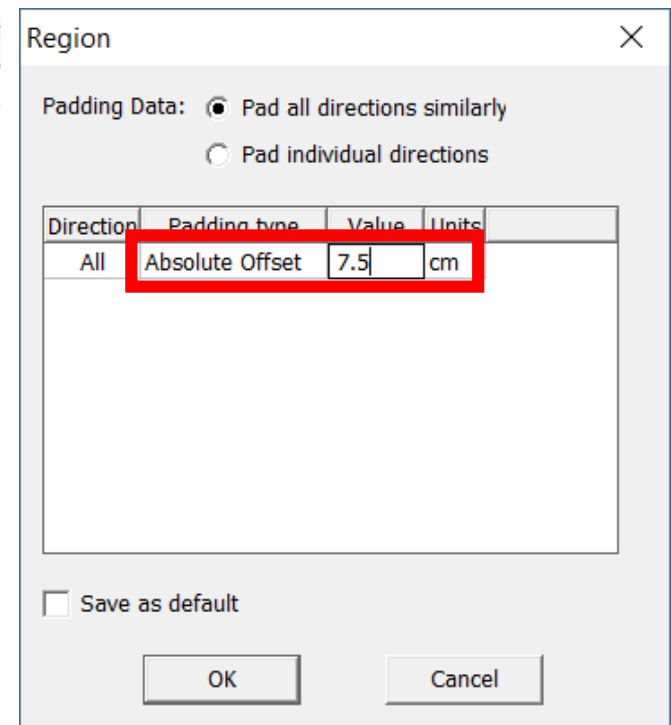 Region
Padding Data: Pad all directions similarly
Pad individual directions
Direction Padding type Value Units
All Absolute Offset 7.5 cm
Save as default
OK Cancel